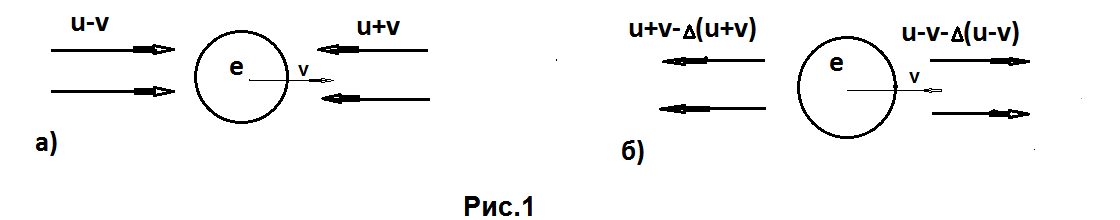 u-v
u+v
e
v
а)
u+v-Δ(u+v)
u-v-Δ(u-v)
e
v
б)
Рис.1